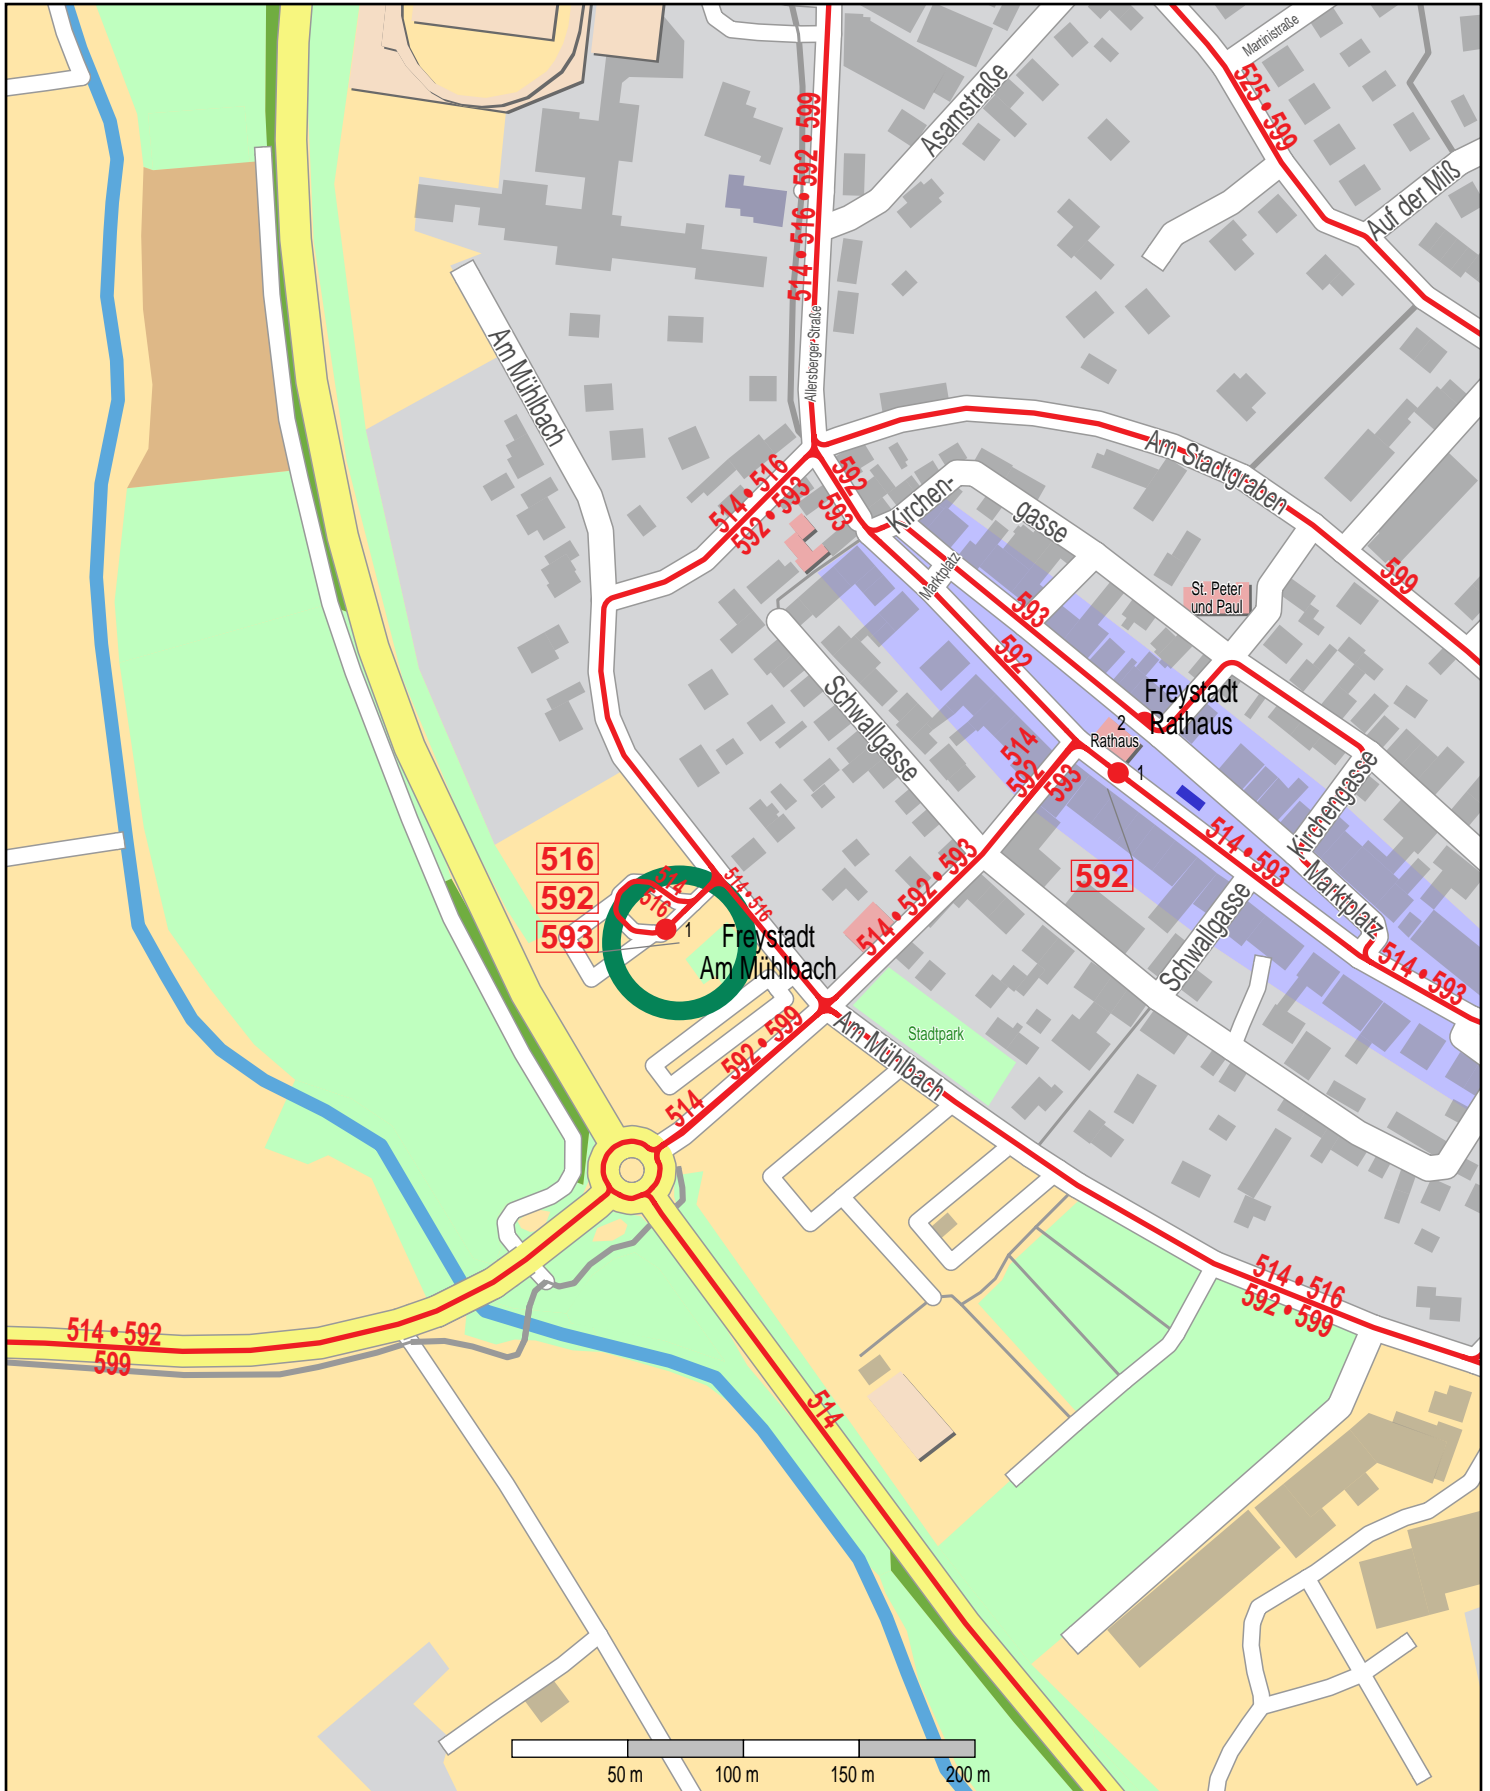 Martinistraße
525 • 599
514 • 516 • 592 • 599
Asamstraße
Auf der Miß
Allersberger Straße
Am Mühlbach
Am Stadtgraben
514 • 516
592 • 593
592
593
Kirchen-
gasse
Marktplatz
599
St. Peter
und Paul
593
592
Freystadt
Rathaus
2
Rathaus
1
Schwallgasse
514
592
593
Kirchengasse
514 • 593
Marktplatz
516
592
593
514
516
1
514 • 516
514 • 592 • 593
592
Schwallgasse
Freystadt
Am Mühlbach
514 • 593
Stadtpark
Am Mühlbach
592 • 599
514
514 • 516
592 • 599
514 • 592
599
514
50 m
100 m
150 m
200 m